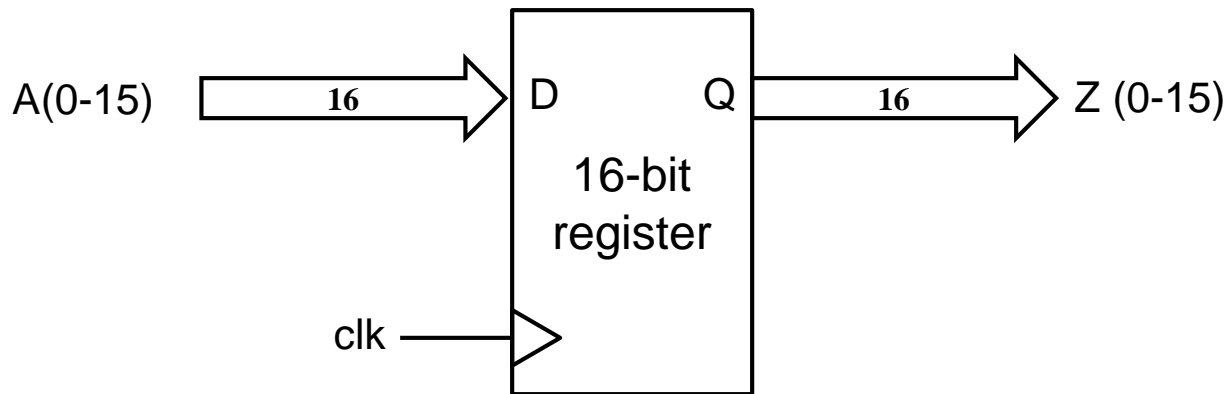 A(0-15)
16
D
Q
16
Z (0-15)
16-bit
register
clk